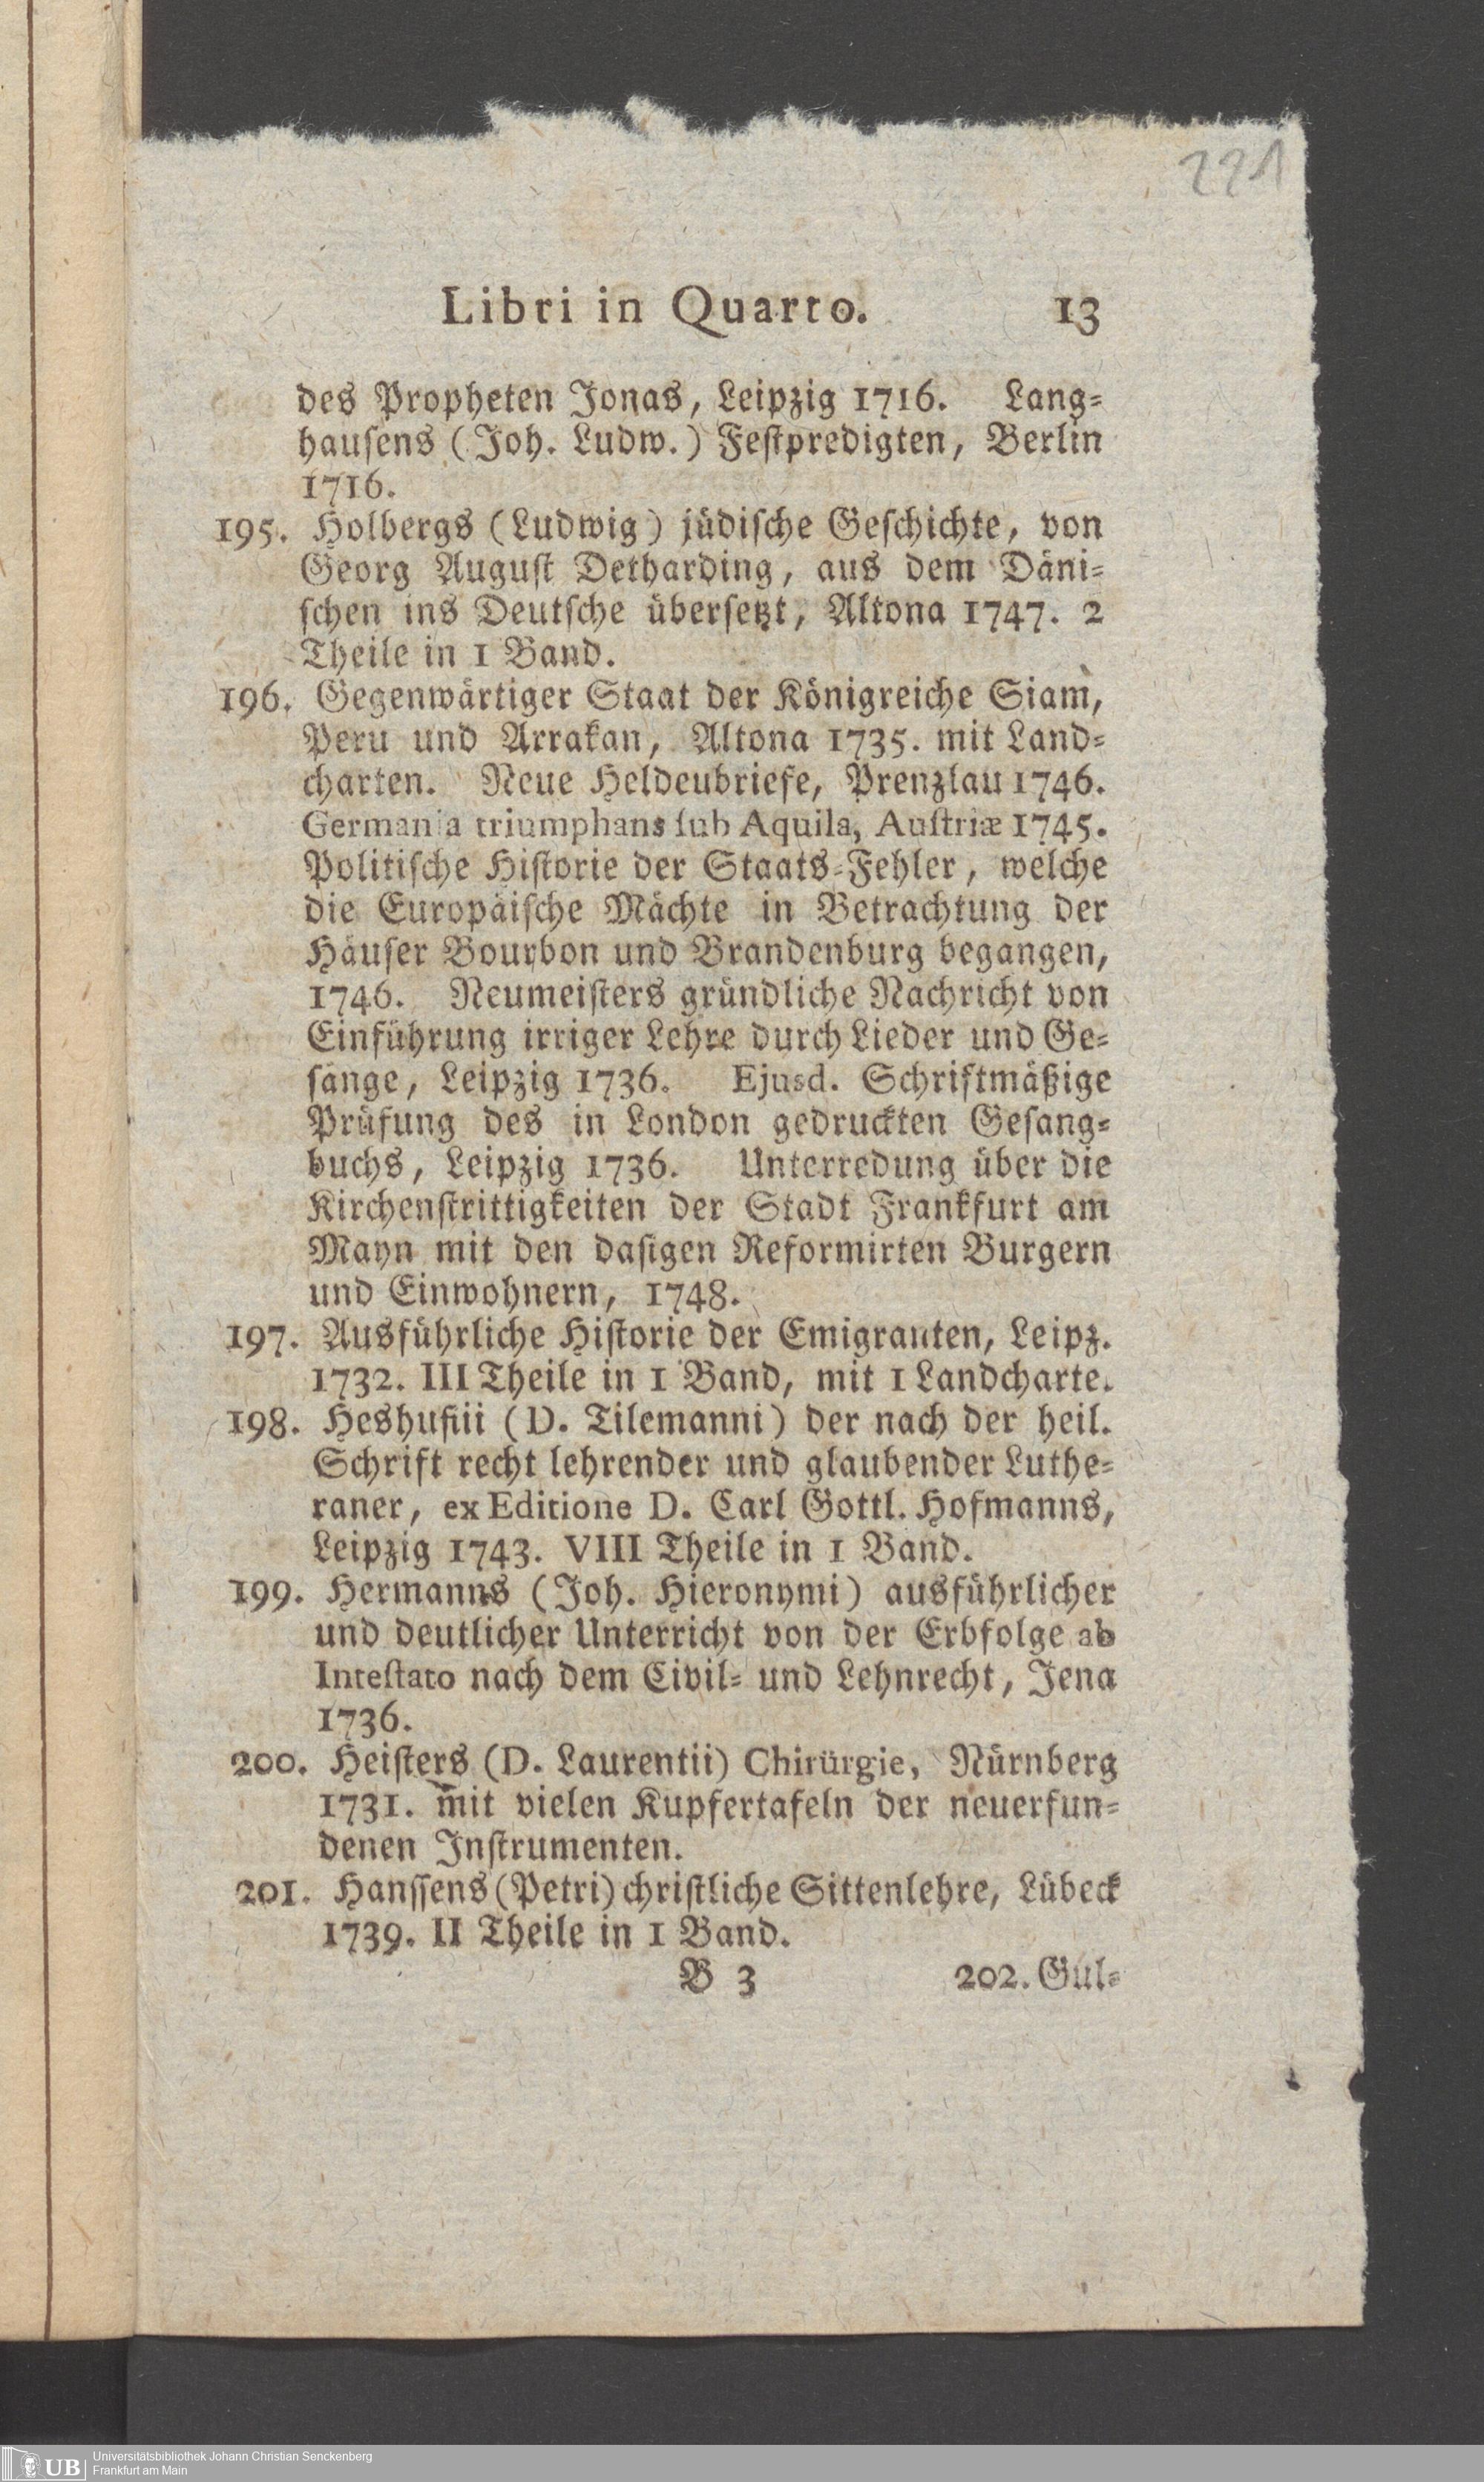 221
Libri in Quarto. 13
des Propheten Jonas, Leipzig 1716. Lang-
hausens (Joh. Ludw.) Festpredigten, Berlin
1716.
195. Holbergs (Ludwig) jüdische Geschichte, von
Georg August Detharding, aus dem Däni-
schen ins Deutsche übersetzt, Altona 1747. 2
Theile in 1 Band.
196. Gegenwärtiger Staat der Königreiche Siam,
Peru und Arrakan, Altona 1735. mit Land-
charten. Neue Heldeubriefe, Prenzlau 1746.
Germania triumphans ſub Aquila, Auſtriæ 1745.
Politische Historie der Staats-Fehler, welche
die Europäische Mächte in Betrachtung der
Häuser Bourbon und Brandenburg begangen,
1746. Neumeisters gründliche Nachricht von
Einführung irriger Lehre durch Lieder und Ge-
sänge, Leipzig 1736. Ejusd. Schriftmäßige
Prüfung des in London gedruckten Gesang-
buchs, Leipzig 1736. Unterredung über die
Kirchenstrittigkeiten der Stadt Frankfurt am
Mayn mit den dasigen Reformirten Burgern
und Einwohnern, 1748.
197. Ausführliche Historie der Emigranten, Leipz.
1732. III Theile in 1 Band, mit 1 Landcharte.
198. Heshusiii (D. Tilemanni) der nach der heil.
Schrift recht lehrender und glaubender Luthe-
raner, ex Editione D. Carl Gottl. Hofmanns,
Leipzig 1743. VIII Theile in 1 Band.
199. Hermanns (Joh. Hieronymi) ausführlicher
und deutlicher Unterricht von der Erbfolge ab
Inteſtato nach dem Civil- und Lehnrecht, Jena
1736.
200. Heisters (D. Laurentii) Chirürgie, Nürnberg
1731. mit vielen Kupfertafeln der neuerfun-
denen Instrumenten.
201. Hanssens (Petri) christliche Sittenlehre, Lübeck
1739. II Theile in 1 Band.
B 3 202. Gul-
UB Universitätsbibliothek Johann Christian Senckenberg
Frankfurt am Main